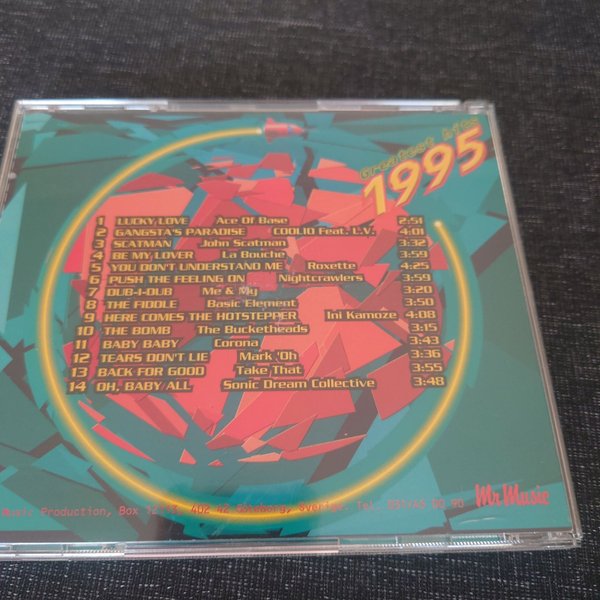 Greatest hits
1995
1 LUCKY LOVE Ace Of Base 2:51
2 GANGSTA'S PARADISE COOLIO Feat. L.V. 4:01
3 SCATMAN John Scatman 3:32
4 BE MY LOVER La Bouche 3:59
5 YOU DON'T UNDERSTAND ME Roxette 4:25
6 PUSH THE FEELING ON Nightcrawlers 3:59
7 DUB-I-DUB Me & My 3:20
8 THE FIDDLE Basic Element 3:50
9 HERE COMES THE HOTSTEPPER Ini Kamoze 4:08
10 THE BOMB The Bucketheads 3:15
11 BABY BABY Corona 3:43
12 TEARS DON'T LIE Mark 'Oh 3:36
13 BACK FOR GOOD Take That 3:55
14 OH, BABY ALL Sonic Dream Collective 3:48
Music Production, Box 402 42 Göteborg, Sverige. Tel.
Mr Music